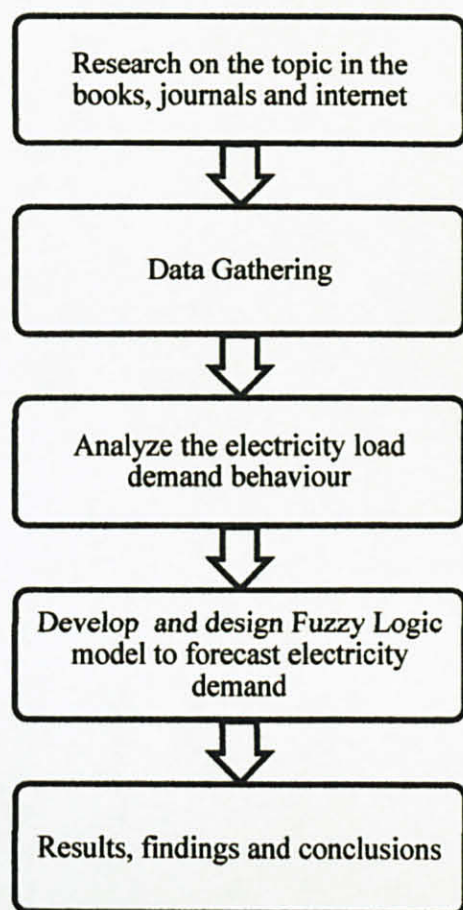 Research on the topic in the
books, journals and internet
Data Gathering
Analyze the electricity load
demand behaviour
Develop and design Fuzzy Logic
model to forecast electricity
demand
Results, findings and conclusions